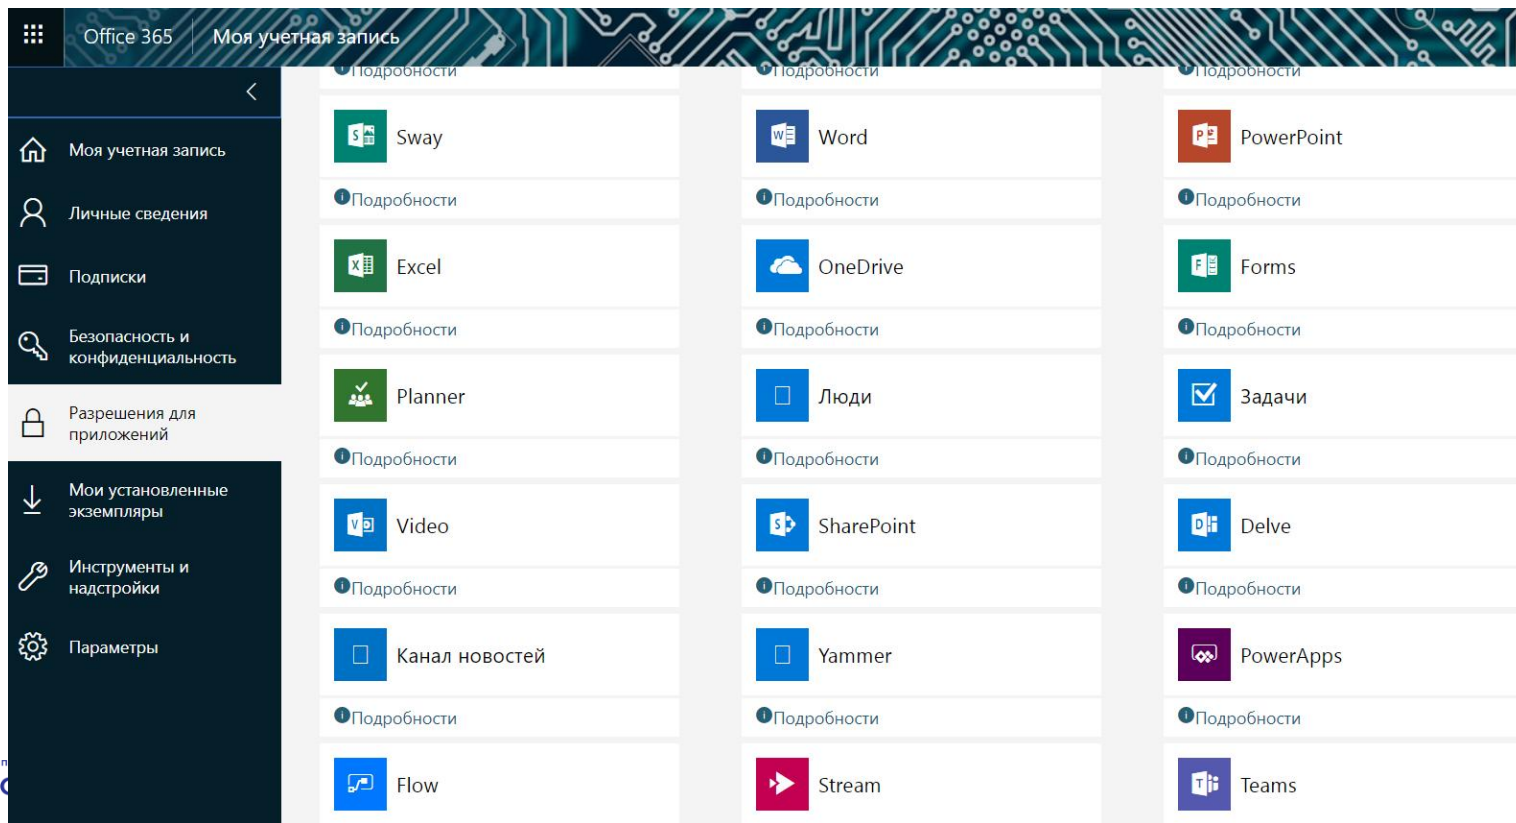 Office 365
Моя учетная запись
Подробности
Подробности
Подробности
Моя учетная запись
Личные сведения
Подписки
Безопасность и
конфиденциальность
Разрешения для
приложений
Мои установленные
экземпляры
Инструменты и
надстройки
Параметры
Sway
Word
PowerPoint
Подробности
Подробности
Подробности
Excel
OneDrive
Forms
Подробности
Подробности
Подробности
Planner
Люди
Задачи
Подробности
Подробности
Подробности
Video
SharePoint
Delve
Подробности
Подробности
Подробности
Канал новостей
Yammer
PowerApps
Подробности
Подробности
Подробности
Flow
Stream
Teams